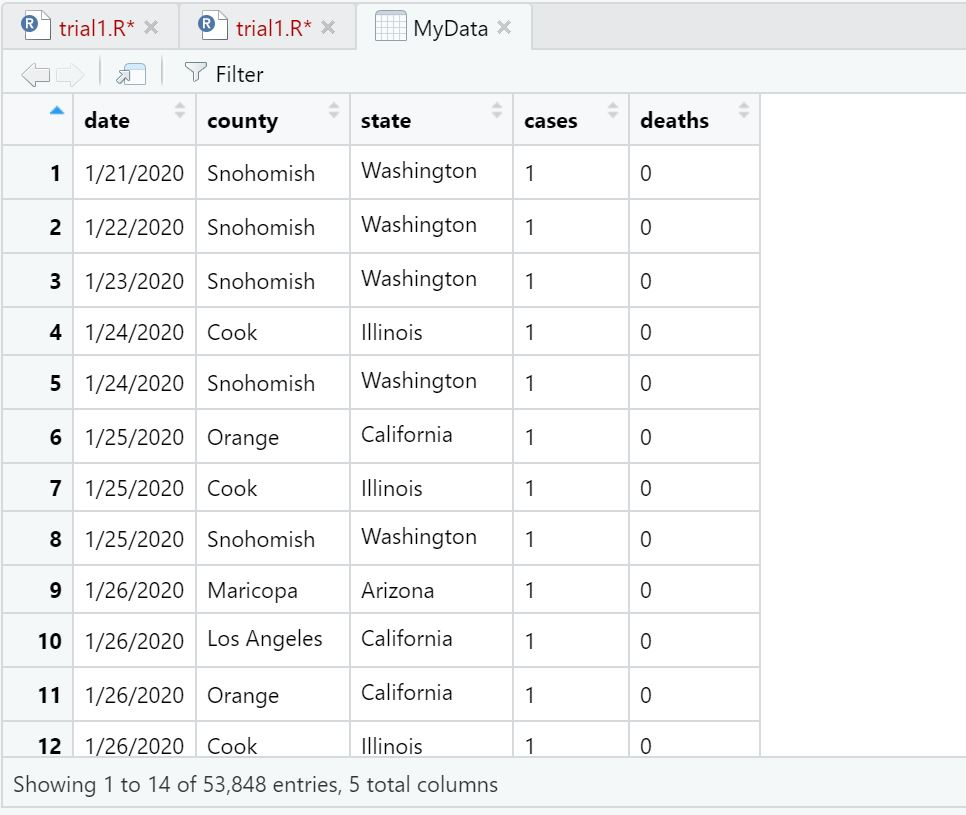 R trial1.R* × R trial1.R* × MyData ×
Filter
date county state cases deaths
1 1/21/2020 Snohomish Washington 1 0
2 1/22/2020 Snohomish Washington 1 0
3 1/23/2020 Snohomish Washington 1 0
4 1/24/2020 Cook Illinois 1 0
5 1/24/2020 Snohomish Washington 1 0
6 1/25/2020 Orange California 1 0
7 1/25/2020 Cook Illinois 1 0
8 1/25/2020 Snohomish Washington 1 0
9 1/26/2020 Maricopa Arizona 1 0
10 1/26/2020 Los Angeles California 1 0
11 1/26/2020 Orange California 1 0
12 1/26/2020 Cook Illinois 1 0
Showing 1 to 14 of 53,848 entries, 5 total columns